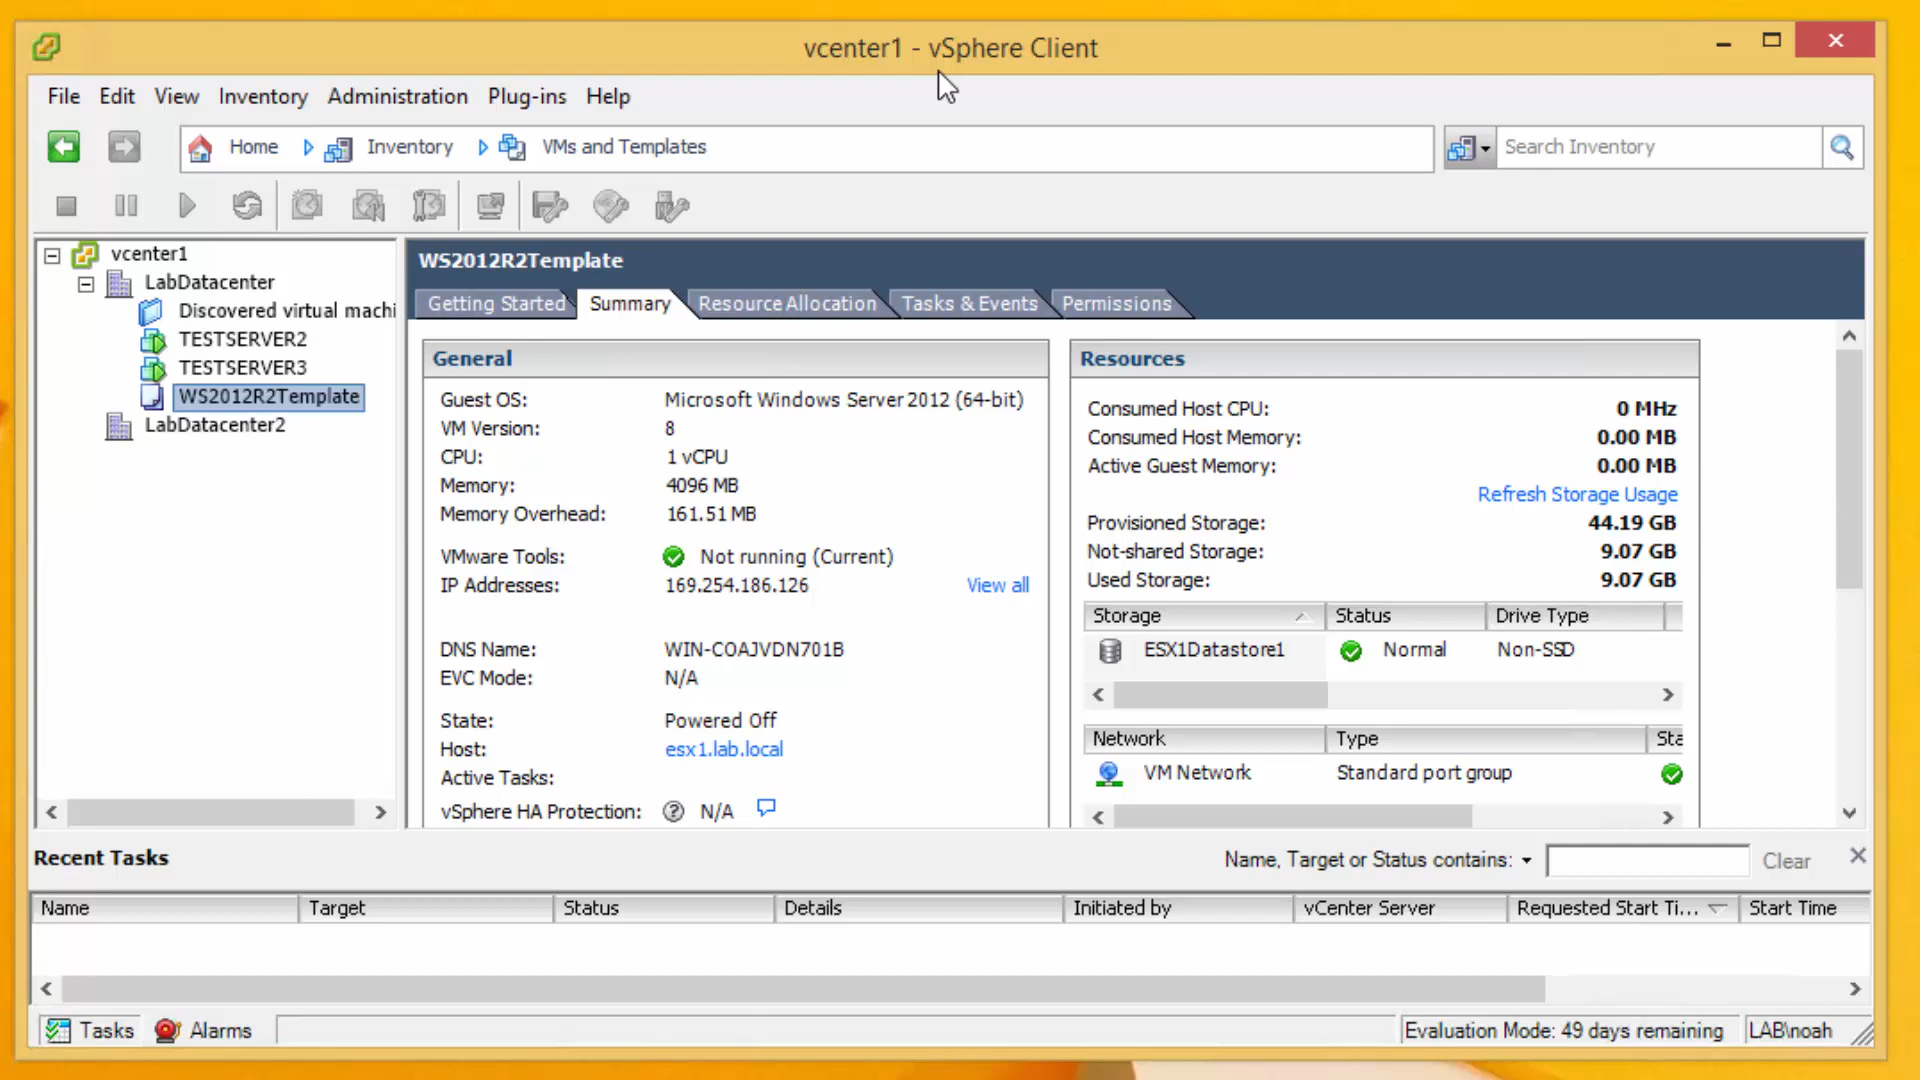 vcenter1 - vSphere Client
File Edit View Inventory Administration Plug-ins Help
Home Inventory VMs and Templates Search Inventory
vcenter1
LabDatacenter
Discovered virtual machi
TESTSERVER2
TESTSERVER3
WS2012R2Template
LabDatacenter2
WS2012R2Template
Getting Started Summary Resource Allocation Tasks & Events Permissions
General
Guest OS: Microsoft Windows Server 2012 (64-bit)
VM Version: 8
CPU: 1 vCPU
Memory: 4096 MB
Memory Overhead: 161.51 MB
VMware Tools: Not running (Current)
IP Addresses: 169.254.186.126 View all
DNS Name: WIN-COAJVDN701B
EVC Mode: N/A
State: Powered Off
Host: esx1.lab.local
Active Tasks:
vSphere HA Protection: ? N/A
Resources
Consumed Host CPU: 0 MHz
Consumed Host Memory: 0.00 MB
Active Guest Memory: 0.00 MB
Refresh Storage Usage
Provisioned Storage: 44.19 GB
Not-shared Storage: 9.07 GB
Used Storage: 9.07 GB
Storage Status Drive Type
ESX1Datastore1 Normal Non-SSD
Network Type Sta
VM Network Standard port group
Recent Tasks Name, Target or Status contains: Clear
Name Target Status Details Initiated by vCenter Server Requested Start Ti... Start Time
Tasks Alarms Evaluation Mode: 49 days remaining LAB\noah